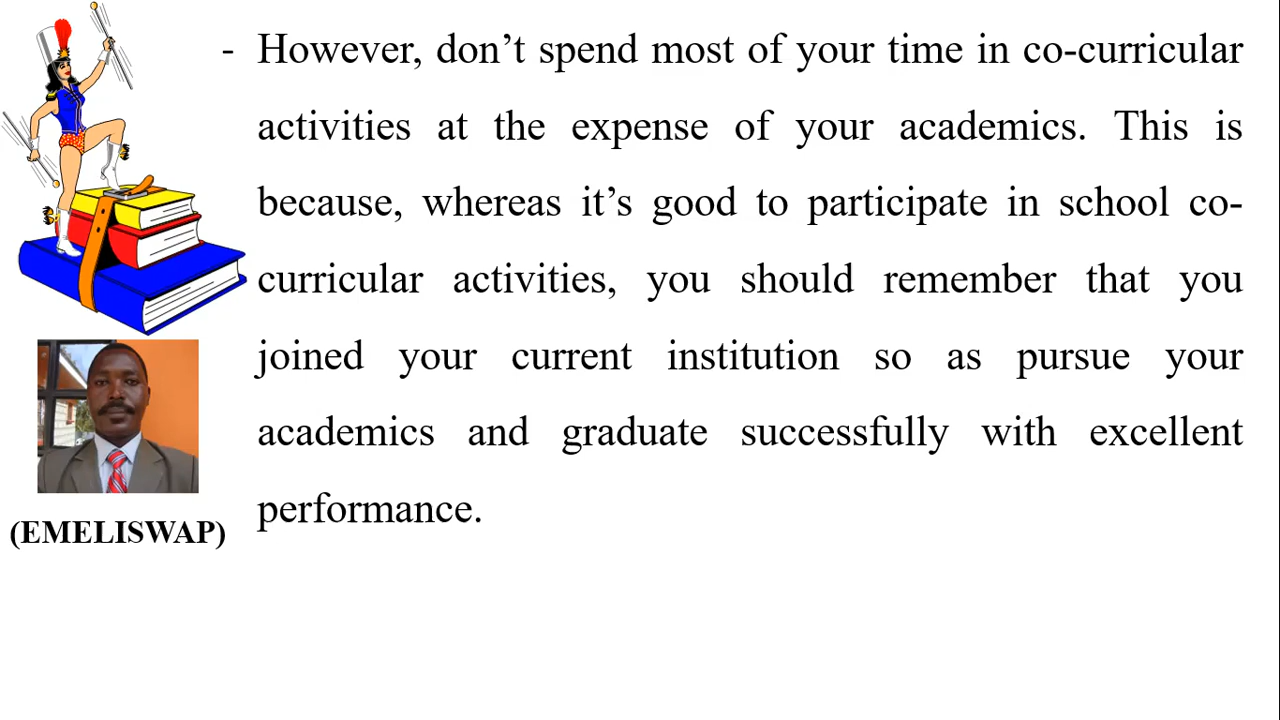 - However, don’t spend most of your time in co-curricular
activities at the expense of your academics. This is
because, whereas it’s good to participate in school co-
curricular activities, you should remember that you
joined your current institution so as pursue your
academics and graduate successfully with excellent
performance.
(EMELISWAP)